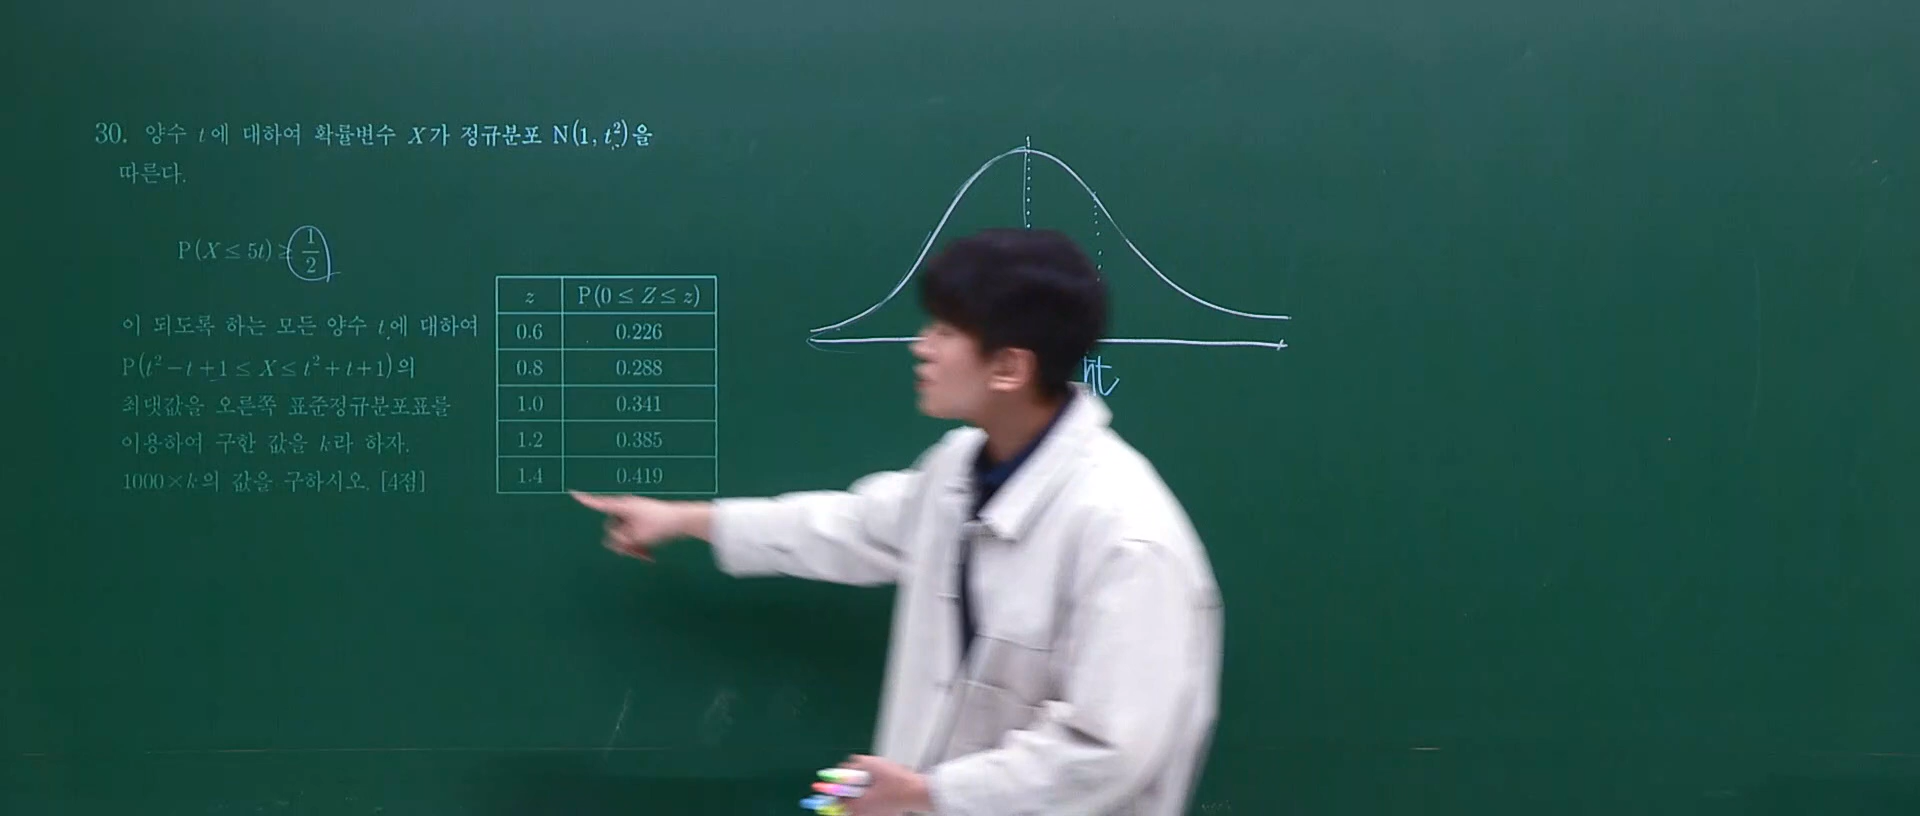 30. 양수 t에 대하여 확률변수 X가 정규분포 N(1, t²)을
따른다.
P(X ≤ 5t) ≥ 1/2
이 되도록 하는 모든 양수 t에 대하여
P(t² − t + 1 ≤ X ≤ t² + t + 1)의
최댓값을 오른쪽 표준정규분포표를
이용하여 구한 값을 k라 하자.
1000×k의 값을 구하시오. [4점]
z P(0 ≤ Z ≤ z)
0.6 0.226
0.8 0.288
1.0 0.341
1.2 0.385
1.4 0.419